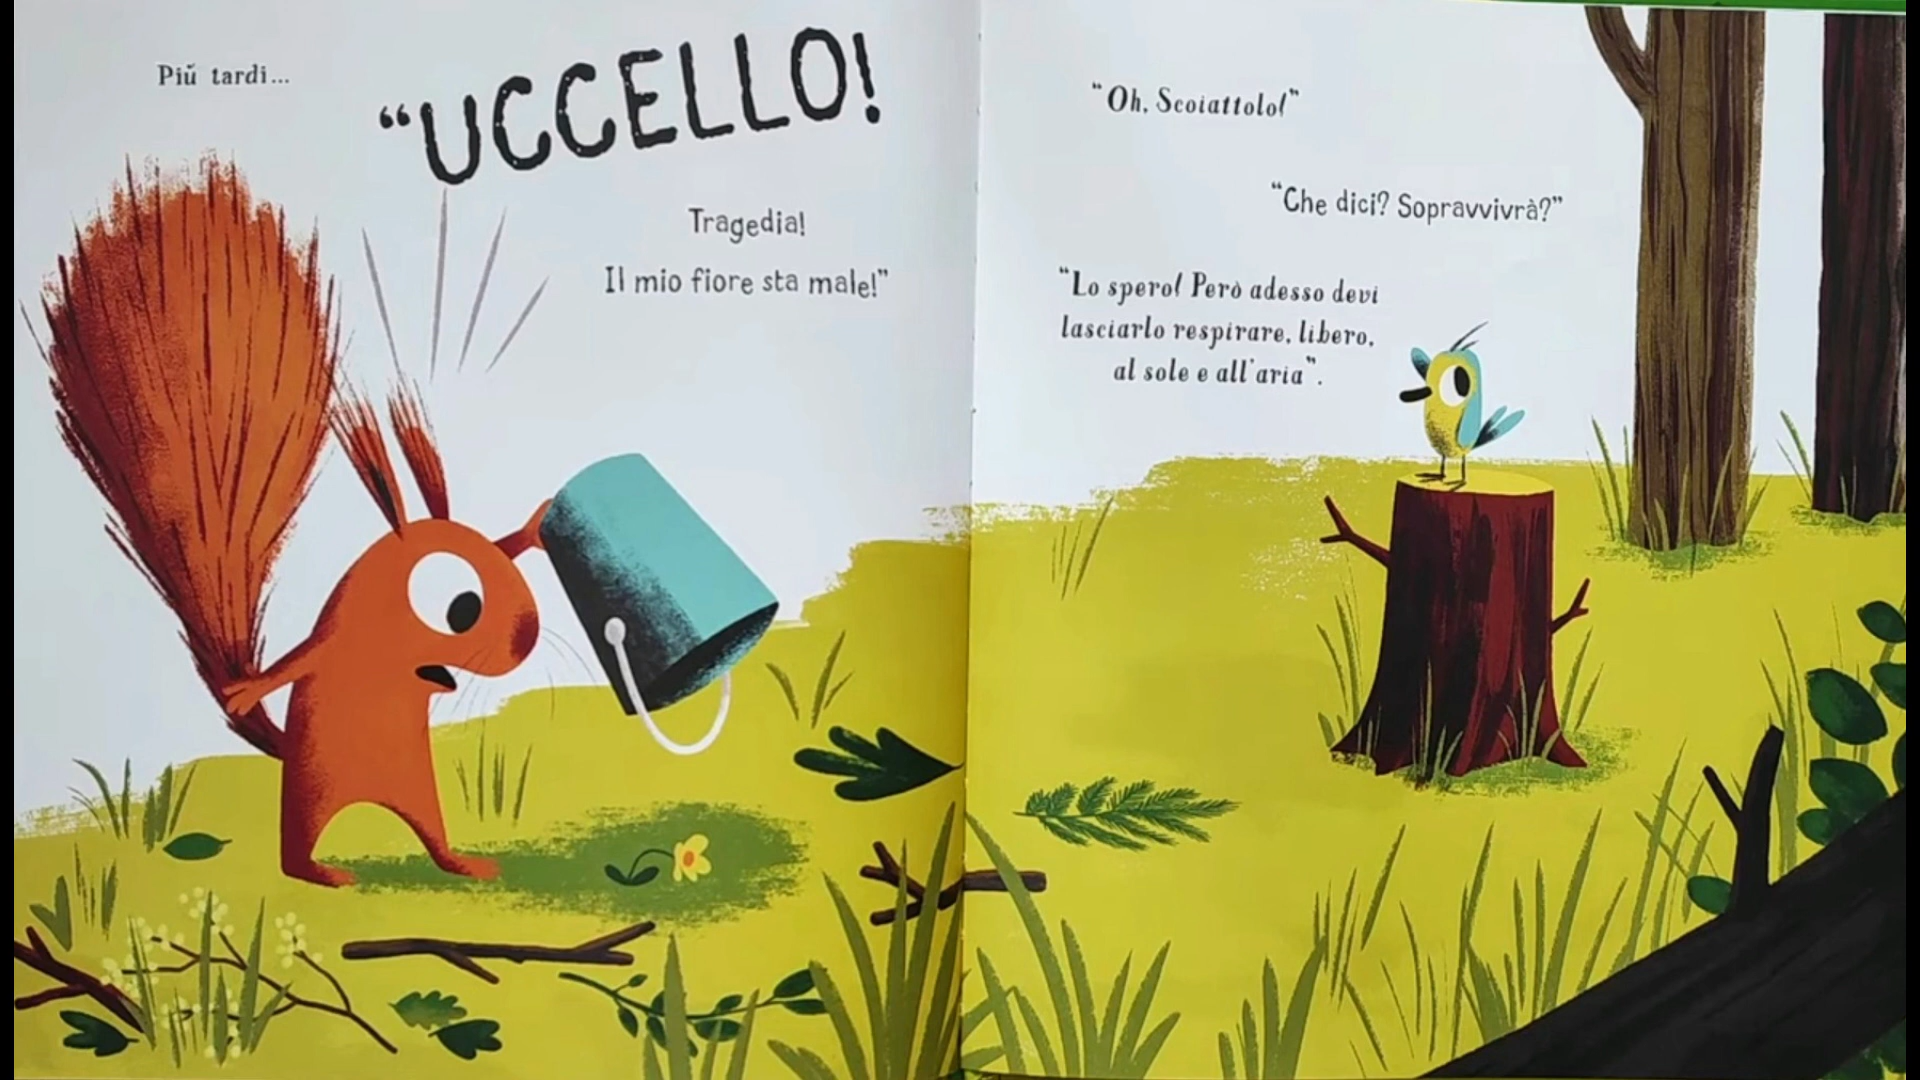 Più tardi...
“UCCELLO!
Tragedia!
Il mio fiore sta male!”
“Oh, Scoiattolo!”
“Che dici? Sopravvivrà?”
“Lo spero! Però adesso devi
lasciarlo respirare, libero,
al sole e all'aria”.